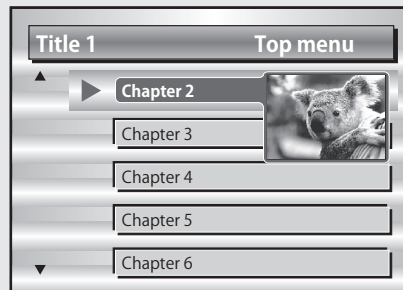 Title 1 Top menu
Chapter 2
Chapter 3
Chapter 4
Chapter 5
Chapter 6